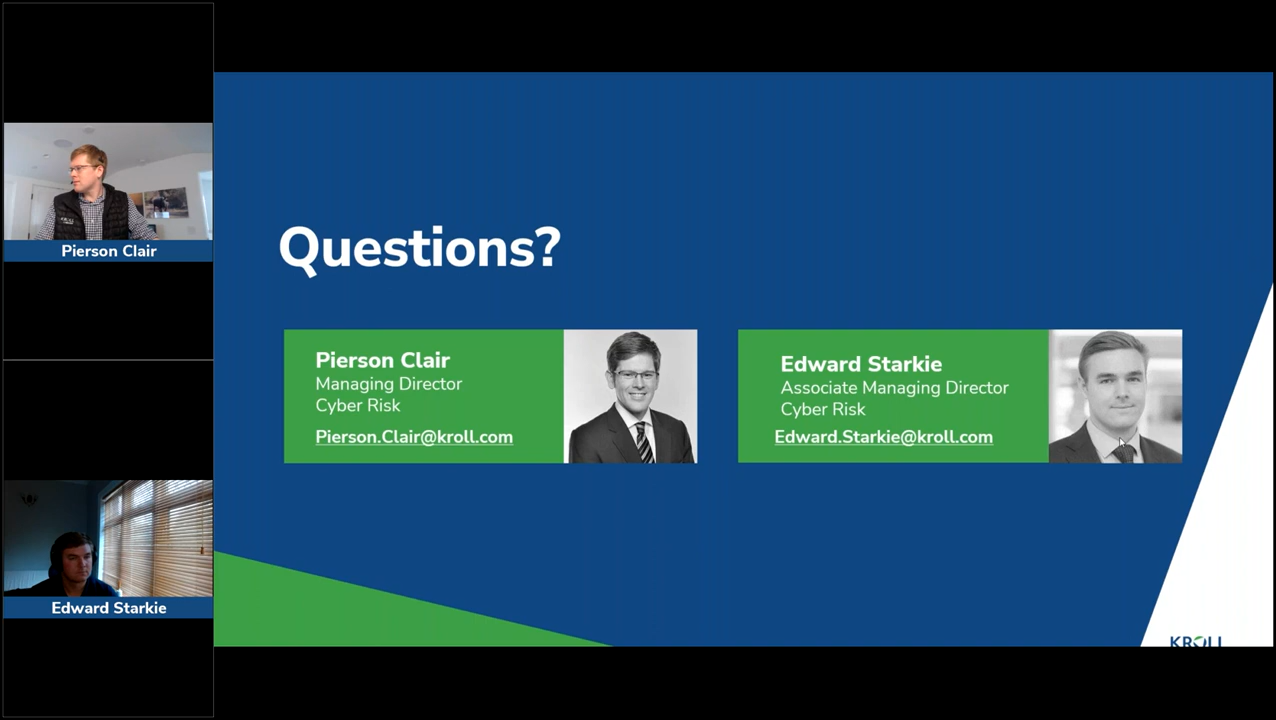 Pierson Clair
Edward Starkie
Questions?
Pierson Clair
Managing Director
Cyber Risk
Pierson.Clair@kroll.com
Edward Starkie
Associate Managing Director
Cyber Risk
Edward.Starkie@kroll.com
KROLL